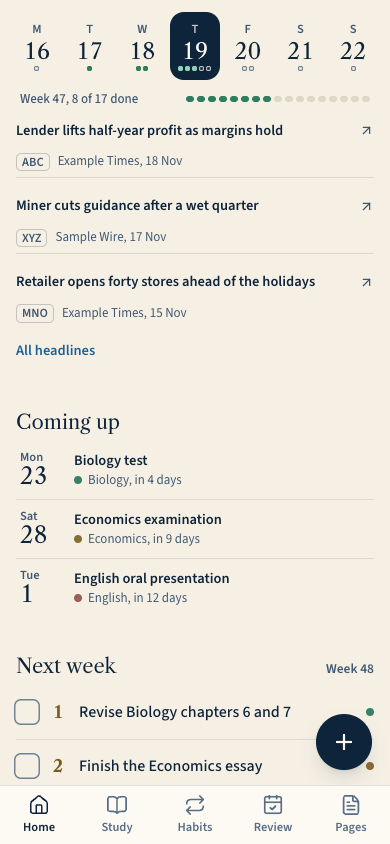 M T W T F S S
16 17 18 19 20 21 22
Week 47, 8 of 17 done
Lender lifts half-year profit as margins hold
ABC Example Times, 18 Nov
Miner cuts guidance after a wet quarter
XYZ Sample Wire, 17 Nov
Retailer opens forty stores ahead of the holidays
MNO Example Times, 15 Nov
All headlines
Coming up
Mon
23
Biology test
Biology, in 4 days
Sat
28
Economics examination
Economics, in 9 days
Tue
1
English oral presentation
English, in 12 days
Next week Week 48
1 Revise Biology chapters 6 and 7
2 Finish the Economics essay
Home Study Habits Review Pages